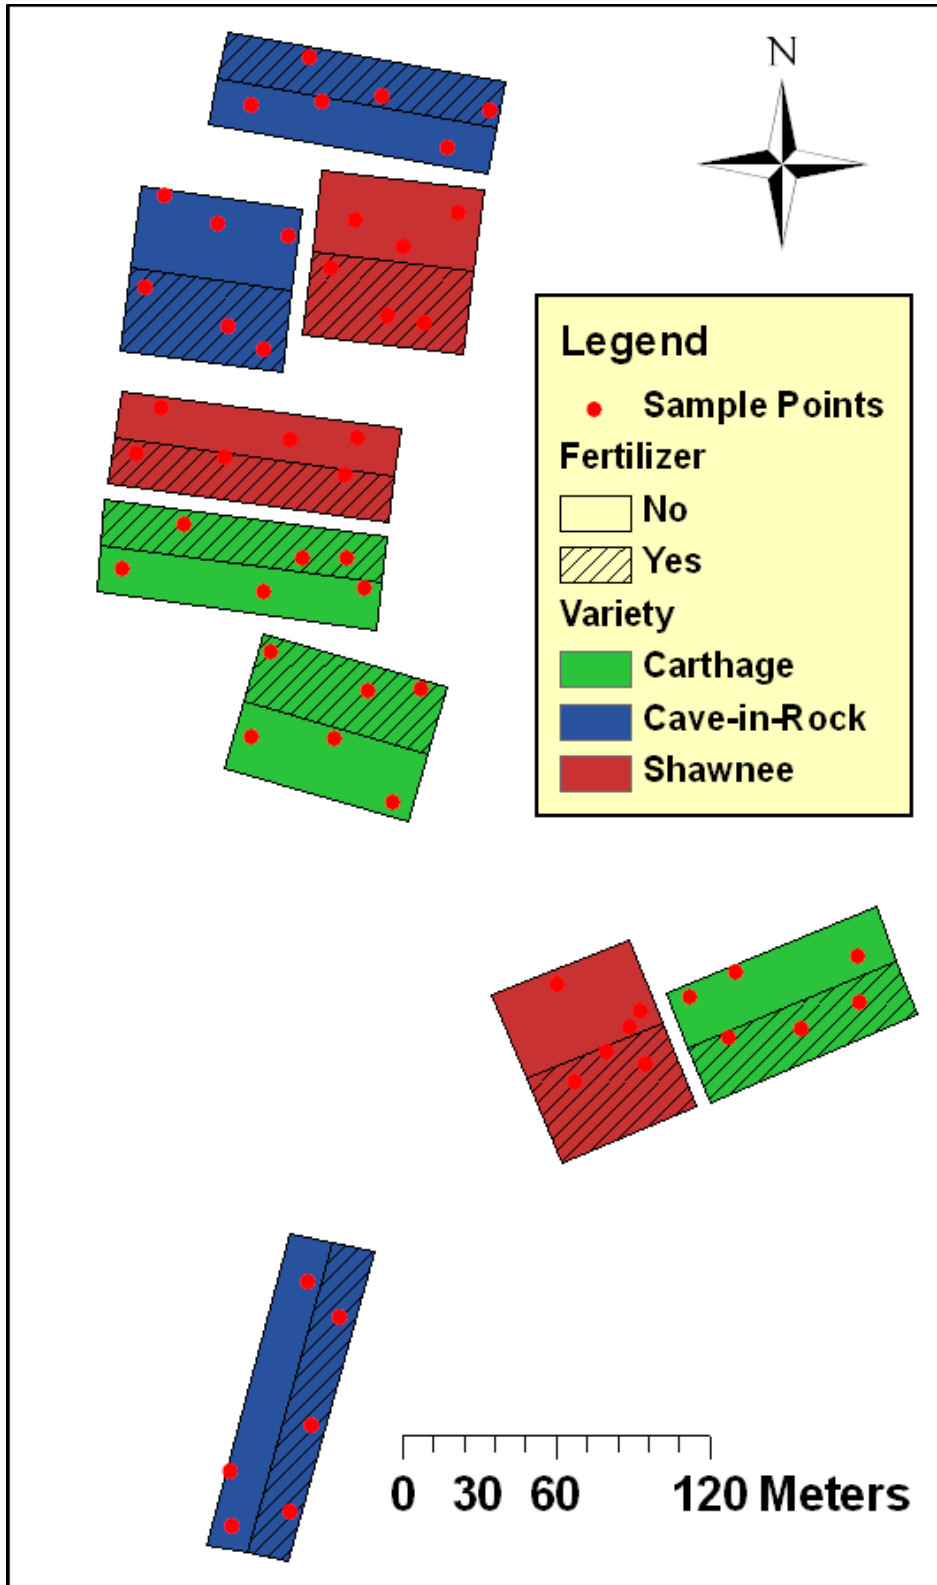 N
Legend
Sample Points
Fertilizer
No
Yes
Variety
Carthage
Cave-in-Rock
Shawnee
0 30 60 120 Meters